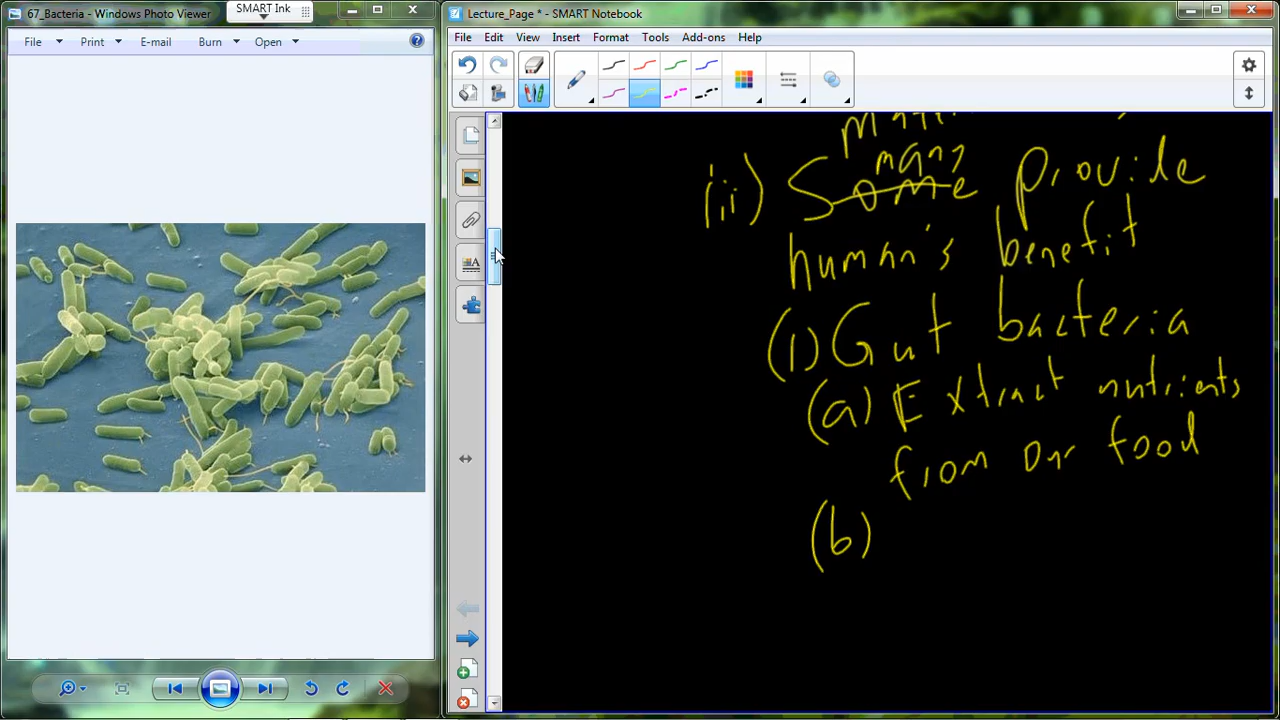 67_Bacteria - Windows Photo Viewer
SMART Ink
File Print E-mail Burn Open
Lecture_Page * - SMART Notebook
File Edit View Insert Format Tools Add-ons Help
many
(ii) Some provide
human's benefit
(1) Gut bacteria
(a) Extract nutrients
from our food
(b)